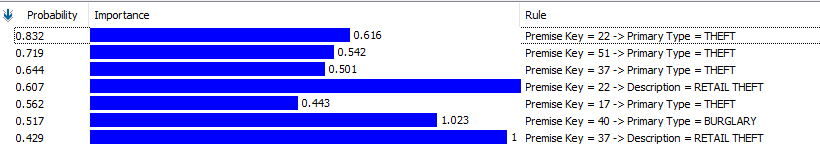 Probability Importance Rule
0.832 0.616 Premise Key = 22 -> Primary Type = THEFT
0.719 0.542 Premise Key = 51 -> Primary Type = THEFT
0.644 0.501 Premise Key = 37 -> Primary Type = THEFT
0.607 Premise Key = 22 -> Description = RETAIL THEFT
0.562 0.443 Premise Key = 17 -> Primary Type = THEFT
0.517 1.023 Premise Key = 40 -> Primary Type = BURGLARY
0.429 1 Premise Key = 37 -> Description = RETAIL THEFT